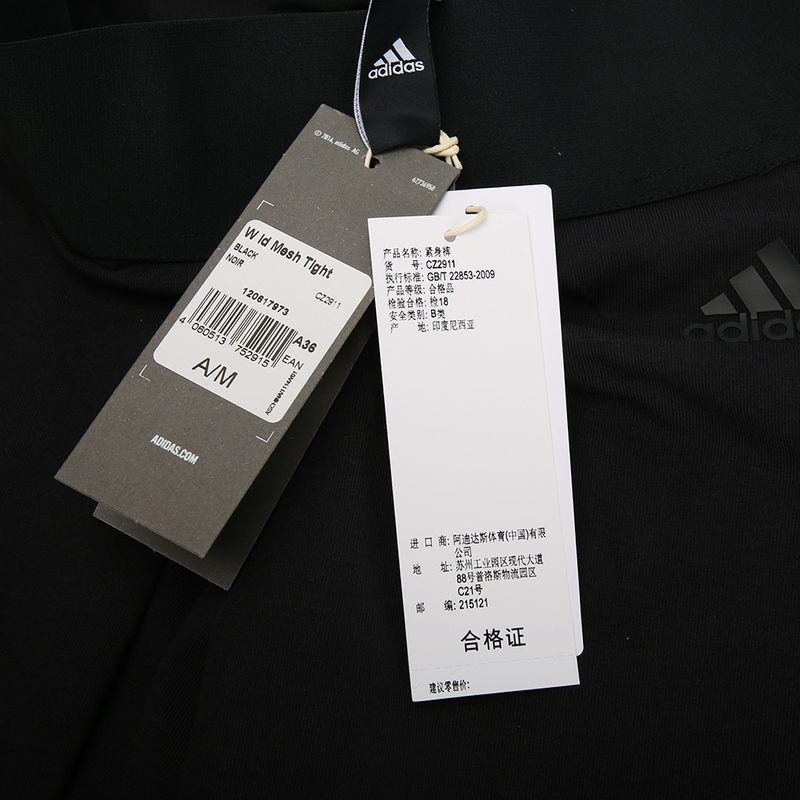 adidas
© 2016, adidas AG
62736950
W Id Mesh Tight
BLACK
NOIR
CZ2911
120617973
A36
4 060513 752915 EAN
A/M
ADIDAS.COM
产品名称: 紧身裤
货 号: CZ2911
执行标准: GB/T 22853-2009
产品等级: 合格品
检验合格: 检18
安全类别: B类
产 地: 印度尼西亚
进 口 商: 阿迪达斯体育(中国)有限
公司
地 址: 苏州工业园区现代大道
88号普洛斯物流园区
C21号
邮 编: 215121
合格证
建议零售价:
adidas